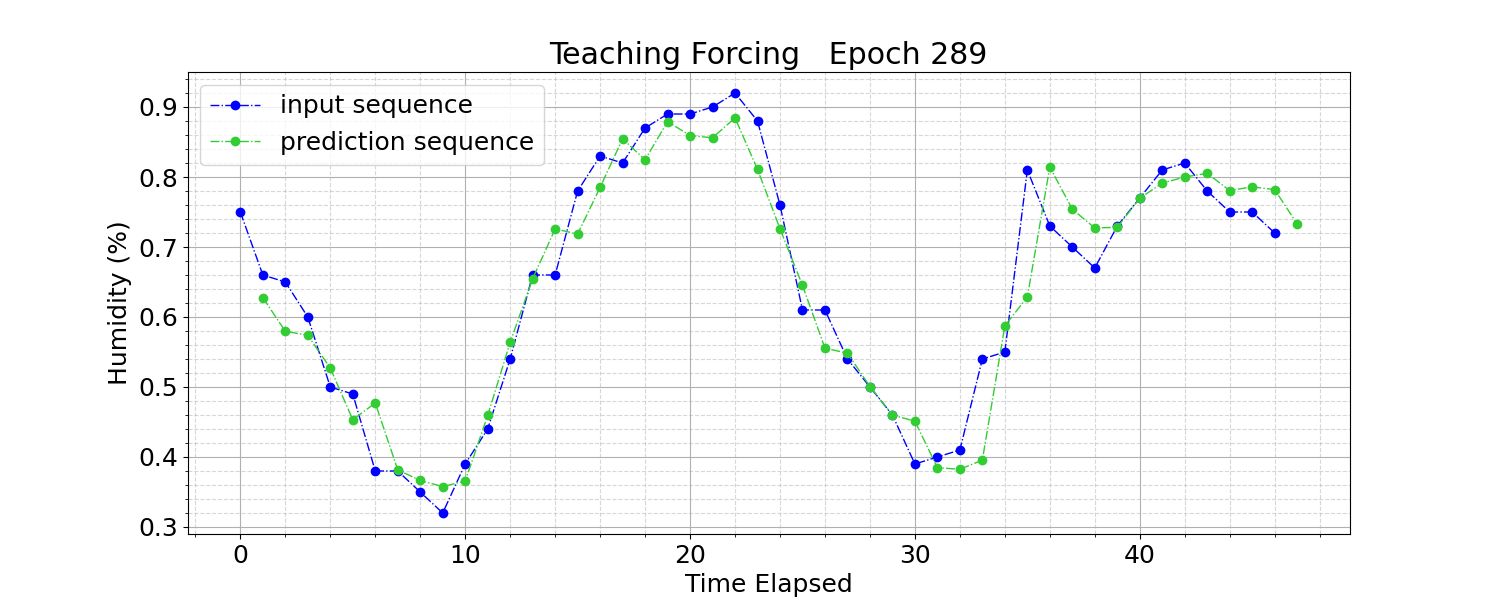 Teaching Forcing   Epoch 289
input sequence
prediction sequence
Humidity (%)
0.9
0.8
0.7
0.6
0.5
0.4
0.3
0 10 20 30 40
Time Elapsed